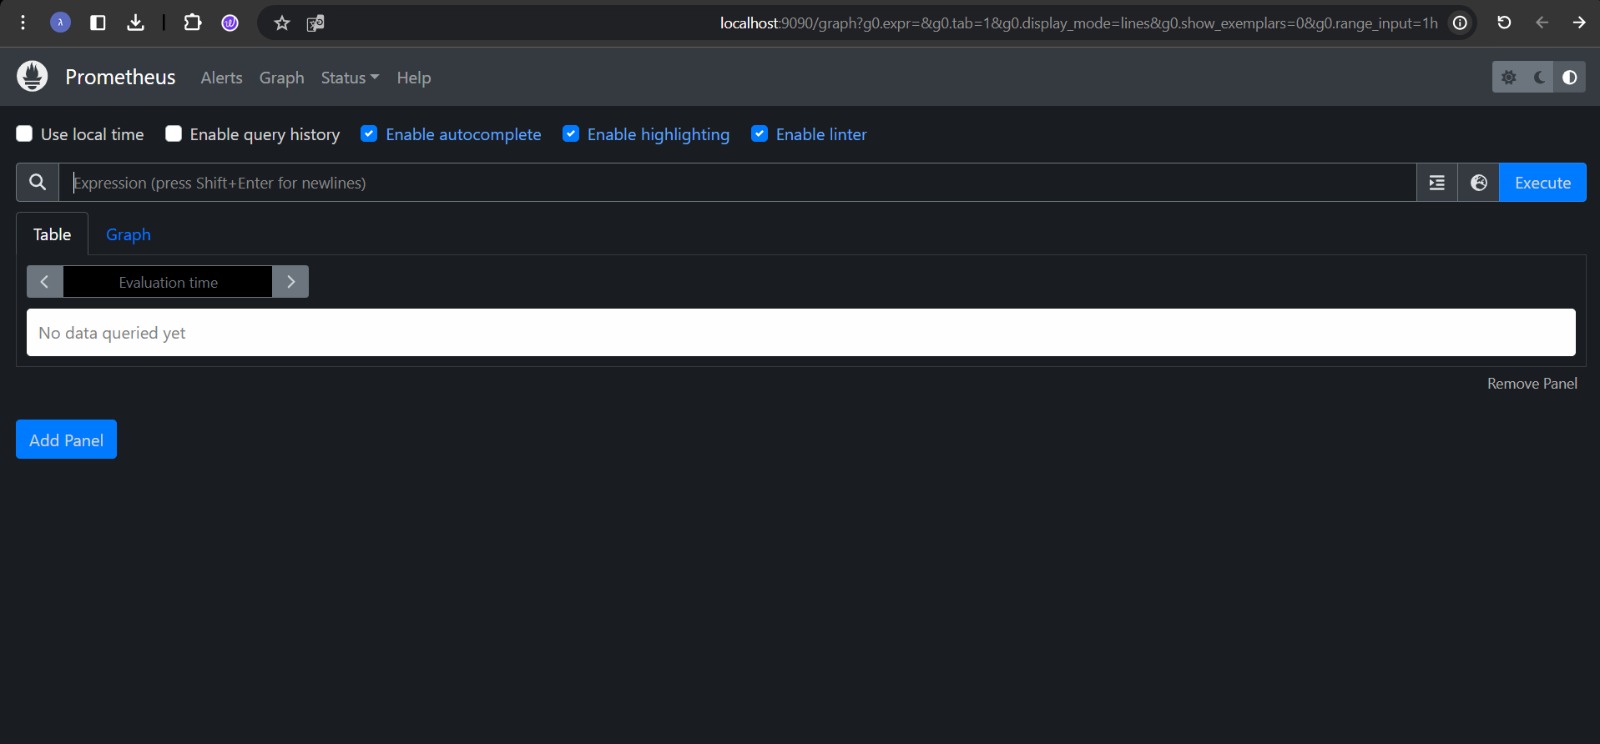 localhost:9090/graph?g0.expr=&g0.tab=1&g0.display_mode=lines&g0.show_exemplars=0&g0.range_input=1h
Prometheus Alerts Graph Status Help
Use local time Enable query history Enable autocomplete Enable highlighting Enable linter
Expression (press Shift+Enter for newlines) Execute
Table Graph
Evaluation time
No data queried yet
Remove Panel
Add Panel